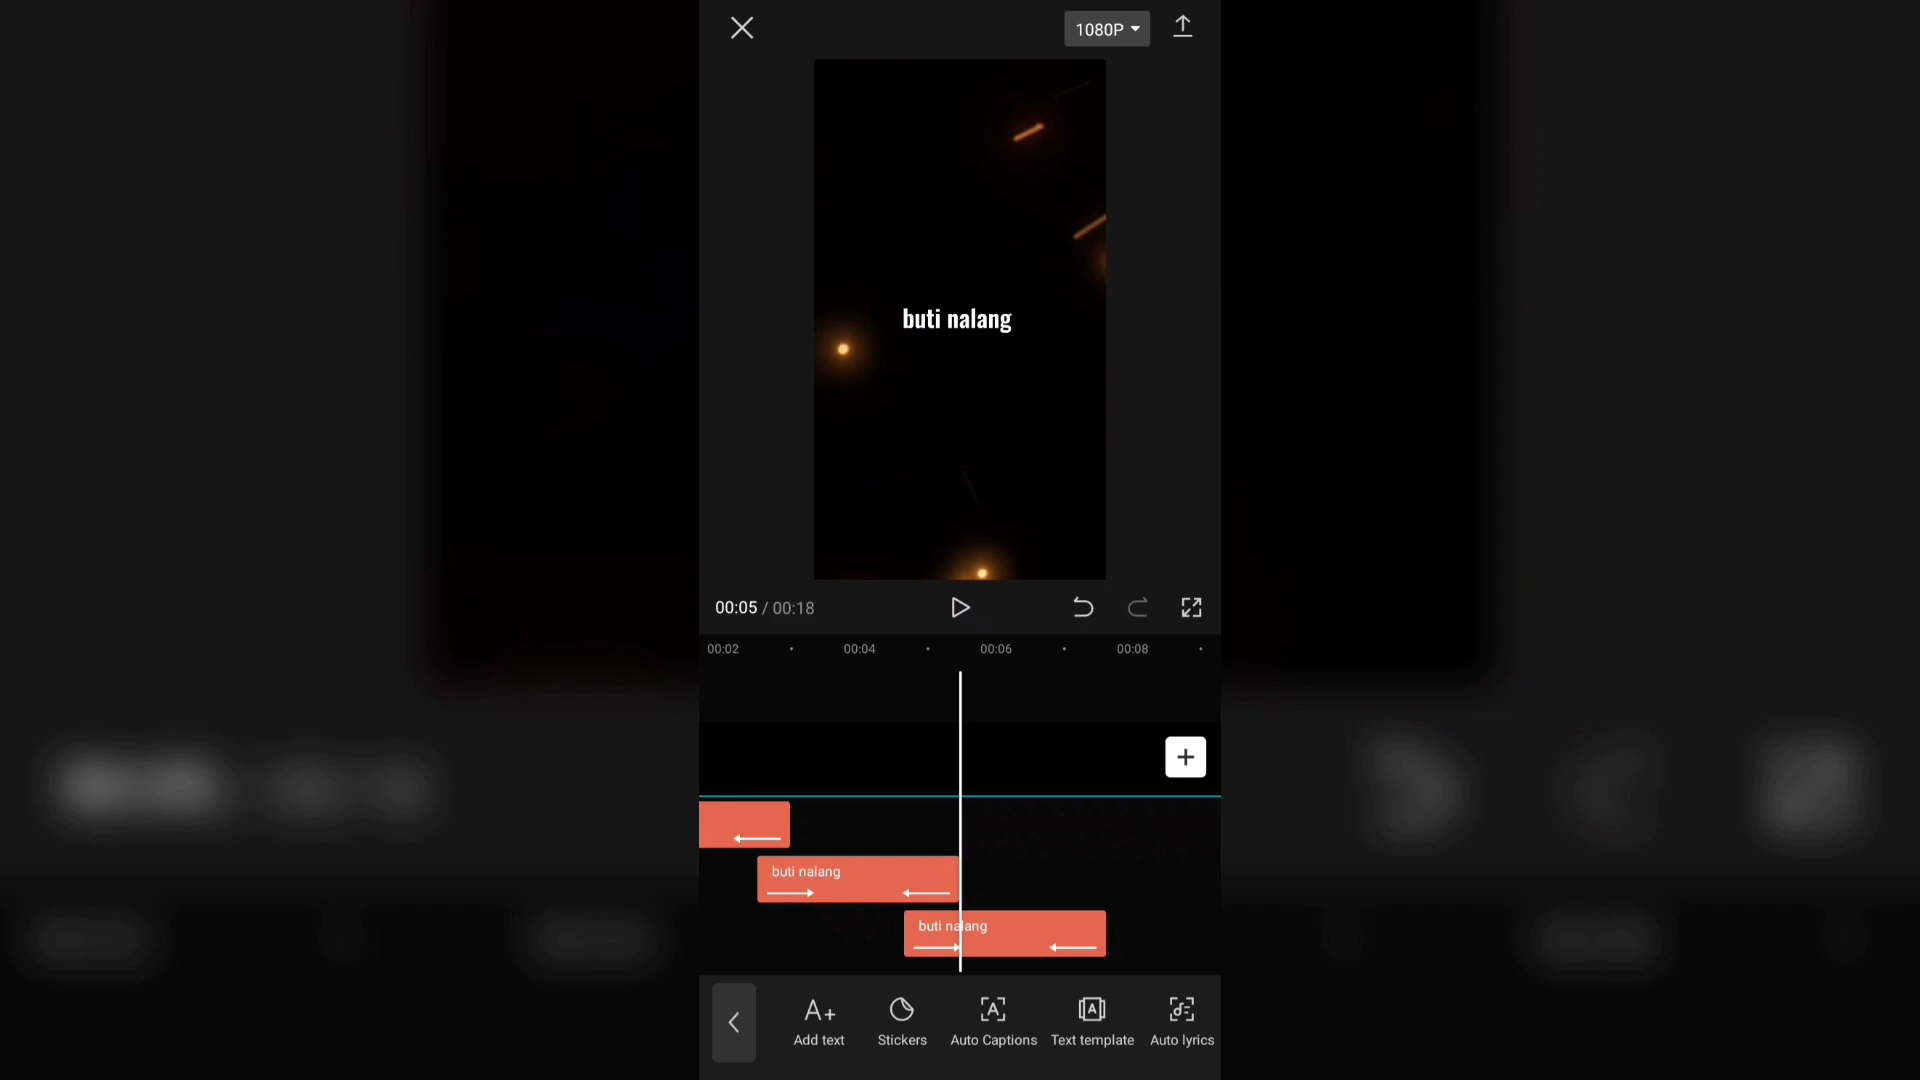 1080P
buti nalang
00:05 / 00:18
00:02 00:04 00:06 00:08
buti nalang
buti nalang
Add text Stickers Auto Captions Text template Auto lyrics